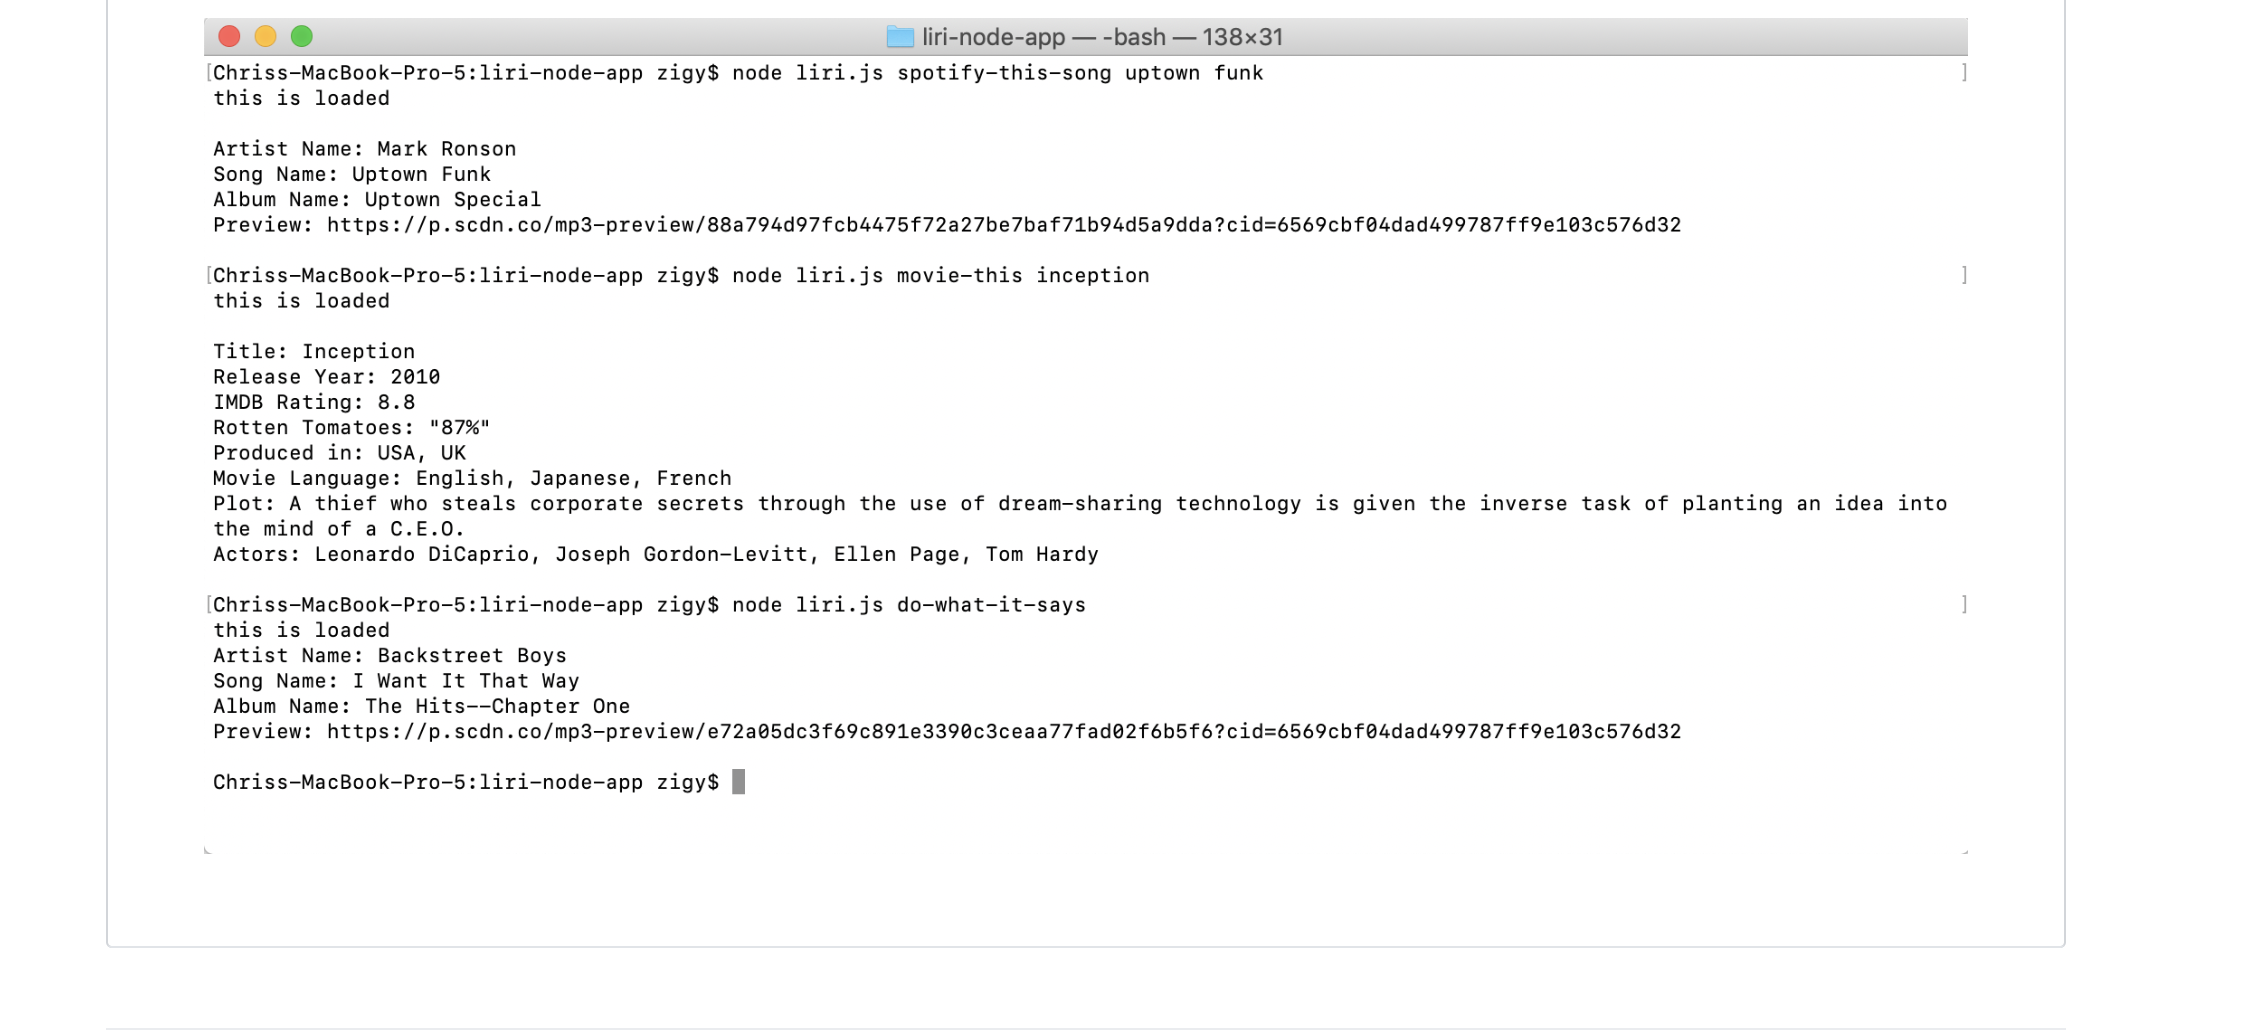 liri-node-app — -bash — 138×31
[Chriss-MacBook-Pro-5:liri-node-app zigy$ node liri.js spotify-this-song uptown funk ]
this is loaded
Artist Name: Mark Ronson
Song Name: Uptown Funk
Album Name: Uptown Special
Preview: https://p.scdn.co/mp3-preview/88a794d97fcb4475f72a27be7baf71b94d5a9dda?cid=6569cbf04dad499787ff9e103c576d32
[Chriss-MacBook-Pro-5:liri-node-app zigy$ node liri.js movie-this inception ]
this is loaded
Title: Inception
Release Year: 2010
IMDB Rating: 8.8
Rotten Tomatoes: "87%"
Produced in: USA, UK
Movie Language: English, Japanese, French
Plot: A thief who steals corporate secrets through the use of dream-sharing technology is given the inverse task of planting an idea into
the mind of a C.E.O.
Actors: Leonardo DiCaprio, Joseph Gordon-Levitt, Ellen Page, Tom Hardy
[Chriss-MacBook-Pro-5:liri-node-app zigy$ node liri.js do-what-it-says ]
this is loaded
Artist Name: Backstreet Boys
Song Name: I Want It That Way
Album Name: The Hits--Chapter One
Preview: https://p.scdn.co/mp3-preview/e72a05dc3f69c891e3390c3ceaa77fad02f6b5f6?cid=6569cbf04dad499787ff9e103c576d32
Chriss-MacBook-Pro-5:liri-node-app zigy$